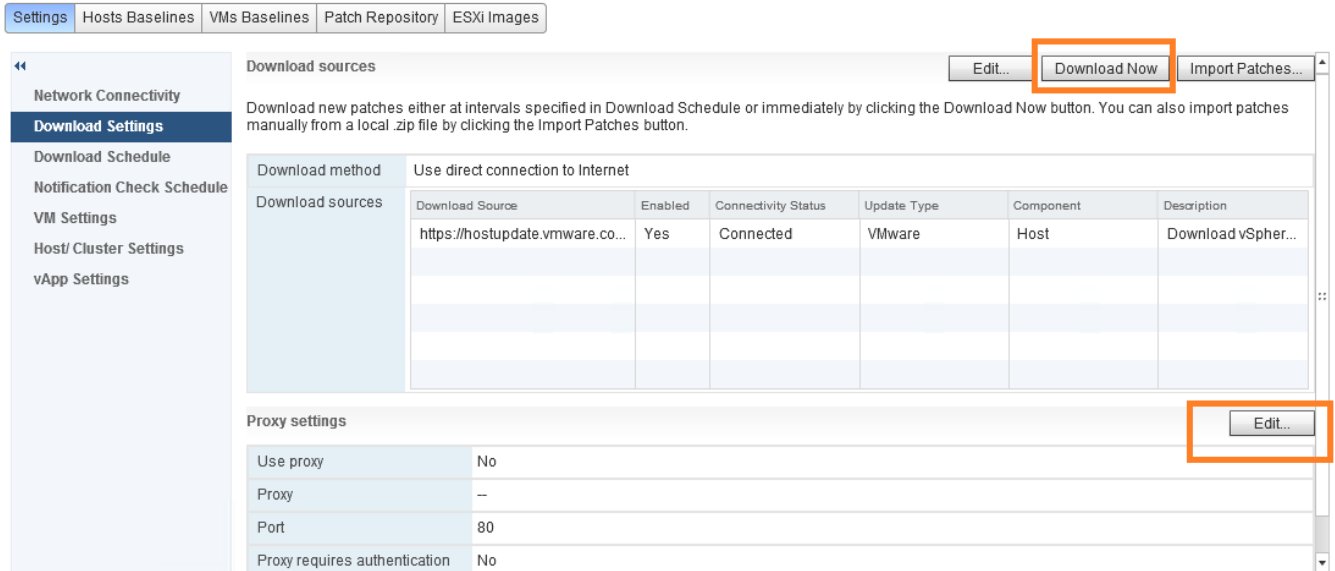 Settings Hosts Baselines VMs Baselines Patch Repository ESXi Images
Network Connectivity
Download Settings
Download Schedule
Notification Check Schedule
VM Settings
Host/ Cluster Settings
vApp Settings
Download sources Edit... Download Now Import Patches...
Download new patches either at intervals specified in Download Schedule or immediately by clicking the Download Now button. You can also import patches
manually from a local .zip file by clicking the Import Patches button.
Download method Use direct connection to Internet
Download sources
Download Source Enabled Connectivity Status Update Type Component Description
https://hostupdate.vmware.co... Yes Connected VMware Host Download vSpher...
Proxy settings Edit...
Use proxy No
Proxy --
Port 80
Proxy requires authentication No